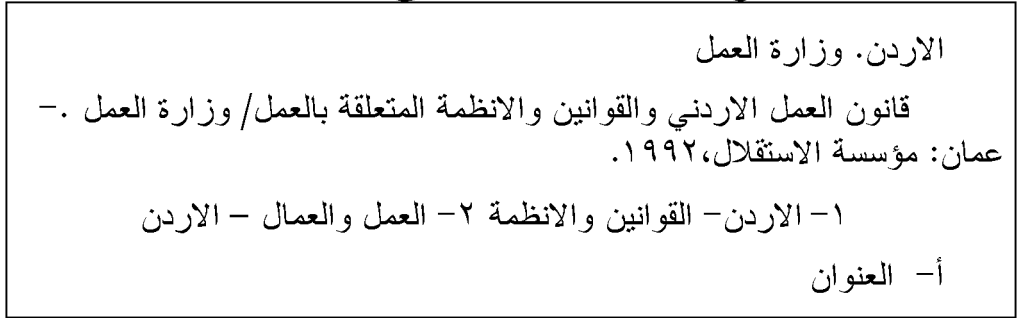 الاردن. وزارة العمل
قانون العمل الاردني والقوانين والانظمة المتعلقة بالعمل/ وزارة العمل .-
عمان: مؤسسة الاستقلال،١٩٩٢.
١- الاردن- القوانين والانظمة ٢- العمل والعمال – الاردن
أ- العنوان